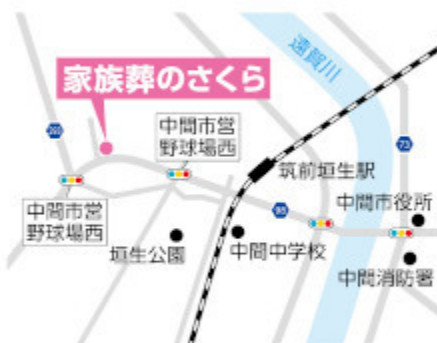 遠賀川
家族葬のさくら
中間市営
野球場西
筑前垣生駅
73
中間市役所
中間市営
野球場西
98
垣生公園
中間中学校
中間消防署